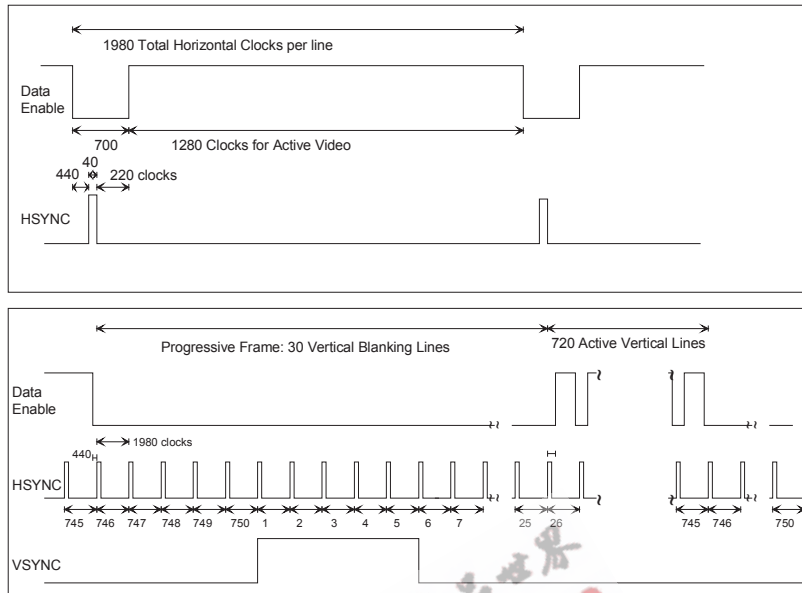 1980 Total Horizontal Clocks per line
Data
Enable
700
1280 Clocks for Active Video
40
440
220 clocks
HSYNC
Progressive Frame: 30 Vertical Blanking Lines
720 Active Vertical Lines
Data
Enable
1980 clocks
440
HSYNC
745 746 747 748 749 750 1 2 3 4 5 6 7 25 26 745 746 750
VSYNC